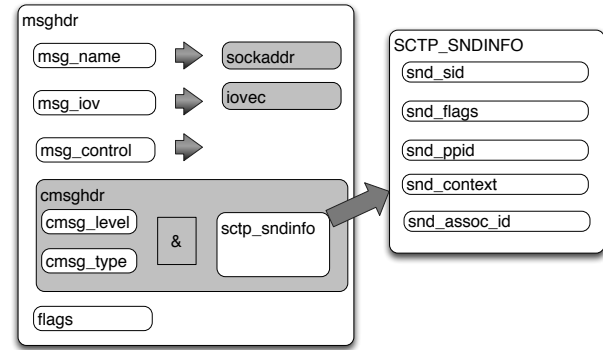 msghdr
msg_name
sockaddr
msg_iov
iovec
msg_control
cmsghdr
cmsg_level
cmsg_type
&
sctp_sndinfo
flags
SCTP_SNDINFO
snd_sid
snd_flags
snd_ppid
snd_context
snd_assoc_id